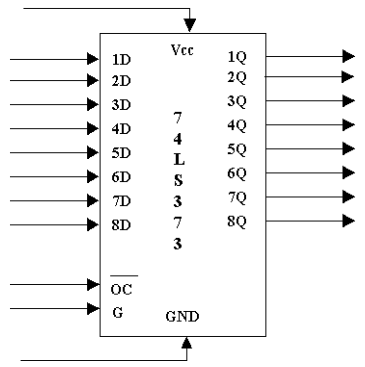 Vcc
1D 1Q
2D 2Q
3D 3Q
4D 4Q
5D 5Q
6D 6Q
7D 7Q
8D 8Q
7
4
L
S
3
7
3
OC
G
GND